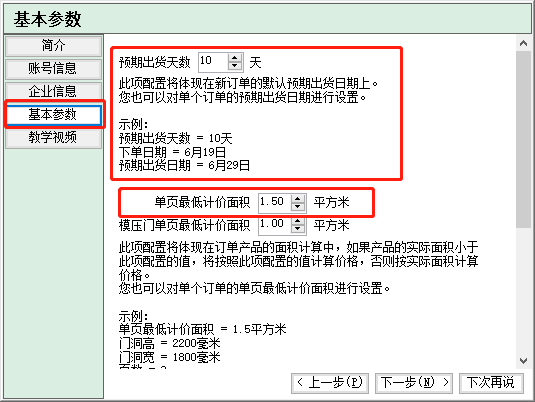 基本参数
简介
账号信息
企业信息
基本参数
教学视频
预期出货天数 10 天
此项配置将体现在新订单的默认预期出货日期上。
您也可以对单个订单的预期出货日期进行设置。
示例：
预期出货天数 = 10天
下单日期 = 6月19日
预期出货日期 = 6月29日
单页最低计价面积 1.50 平方米
模压门单页最低计价面积 1.00 平方米
此项配置将体现在订单产品的面积计算中，如果产品的实际面积小于
此项配置的值，将按照此项配置的值计算价格，否则按实际面积计算
价格。
您也可以对单个订单的单页最低计价面积进行设置。
示例：
单页最低计价面积 = 1.5平方米
门洞高 = 2200毫米
门洞宽 = 1800毫米
< 上一步(P) 下一步(N) > 下次再说